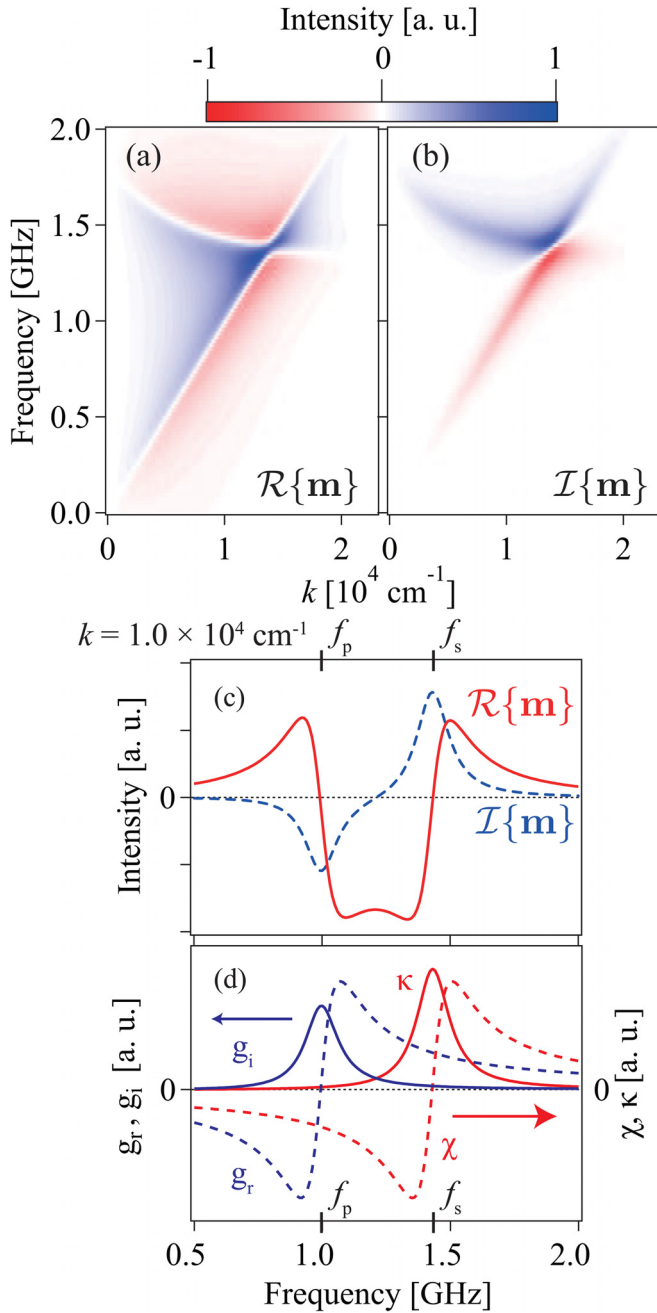 Intensity [a. u.]
-1 0 1
(a) (b)
2.0
1.5
1.0
0.5
0.0
Frequency [GHz]
ℛ{m} ℐ{m}
0 1 2 0 1 2
k [10⁴ cm⁻¹]
k = 1.0 × 10⁴ cm⁻¹ fₚ fₛ
(c)
ℛ{m}
Intensity [a. u.]
0
ℐ{m}
(d)
κ
gᵢ
gᵣ , gᵢ [a. u.]
0 0
χ, κ [a. u.]
χ
gᵣ
fₚ fₛ
0.5 1.0 1.5 2.0
Frequency [GHz]